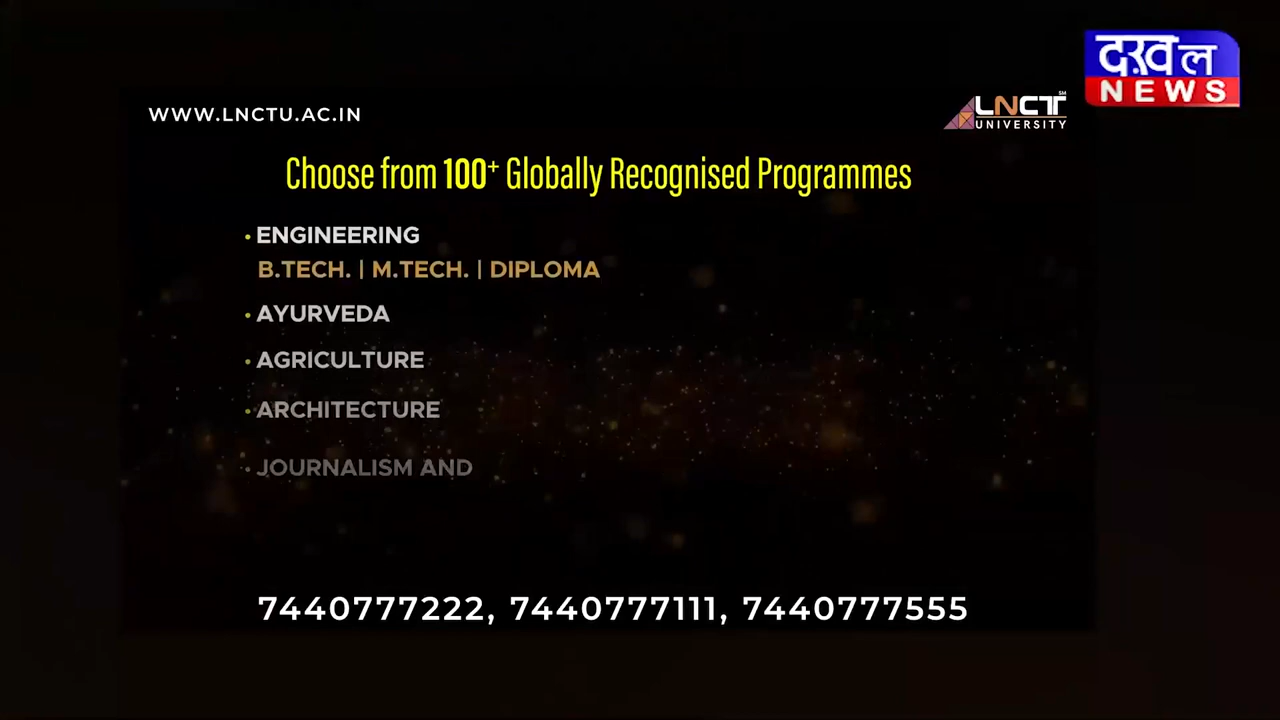 दख़ल
NEWS
WWW.LNCTU.AC.IN
LNCT SM
UNIVERSITY
Choose from 100+ Globally Recognised Programmes
• ENGINEERING
B.TECH. | M.TECH. | DIPLOMA
• AYURVEDA
• AGRICULTURE
• ARCHITECTURE
• JOURNALISM AND
7440777222, 7440777111, 7440777555